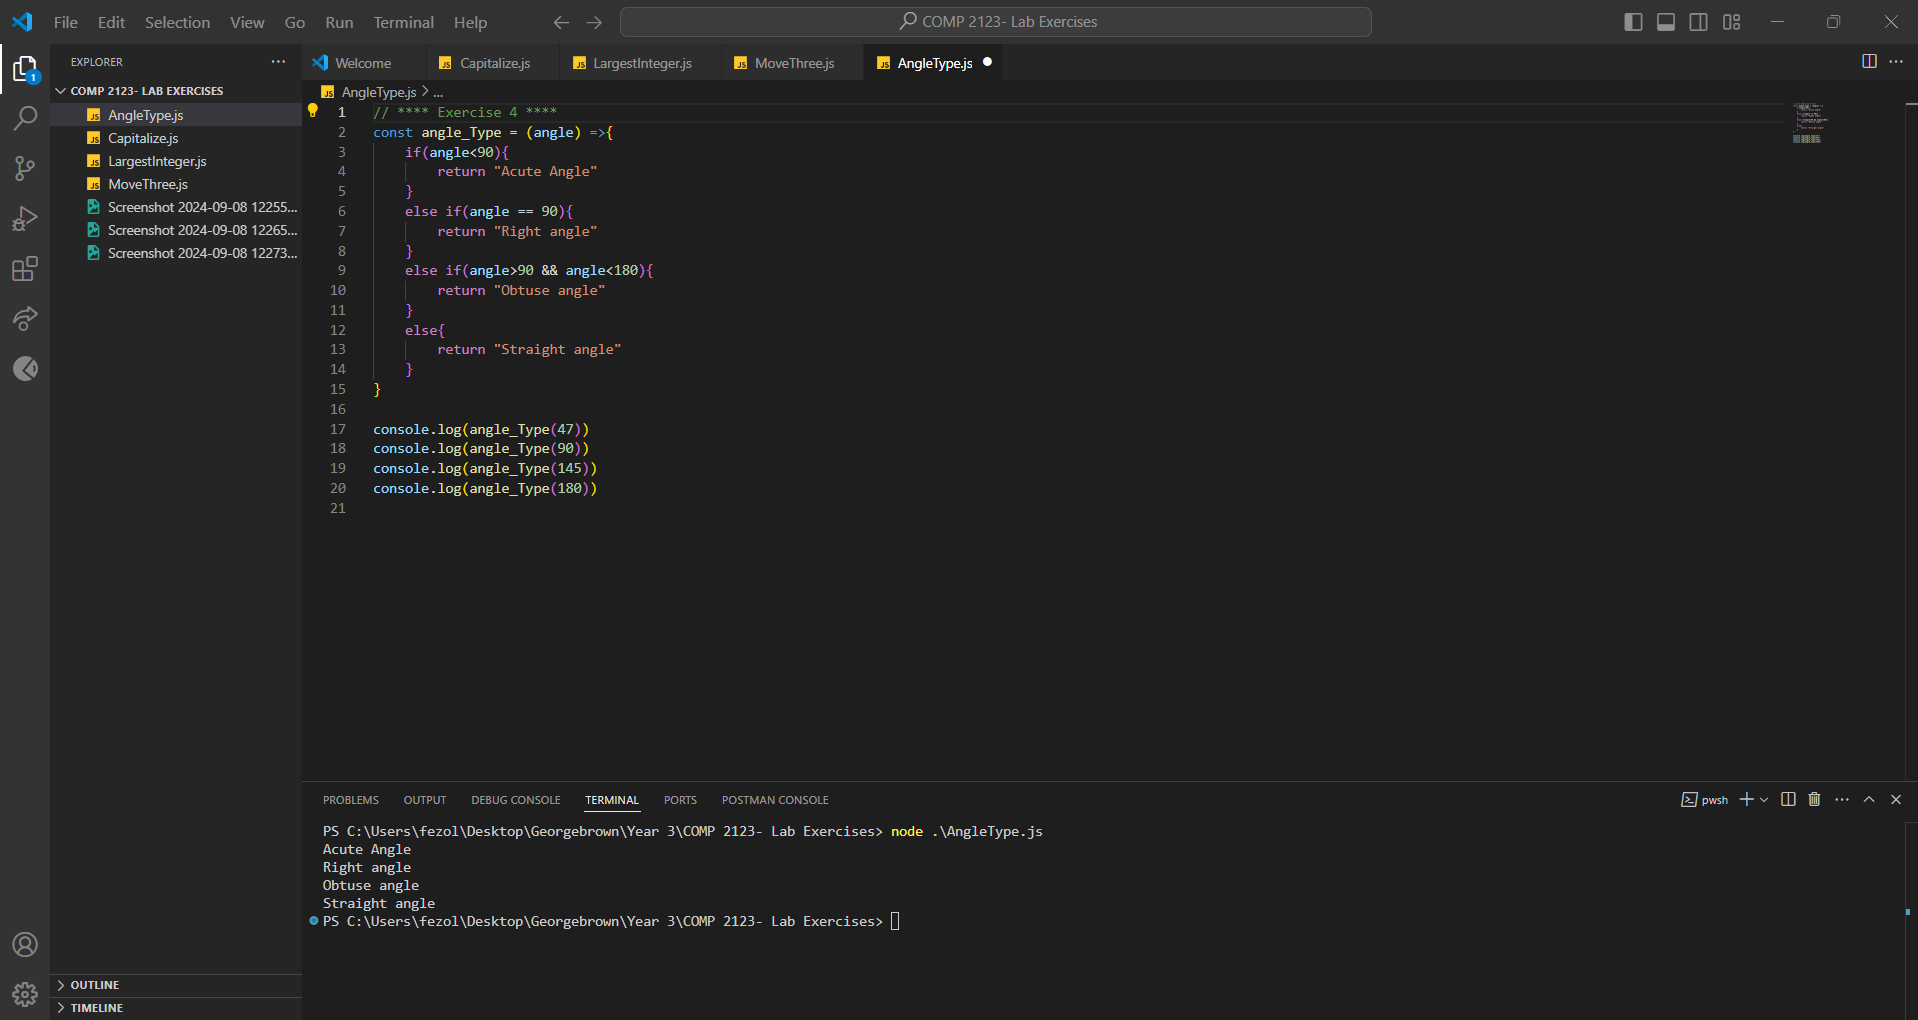 File Edit Selection View Go Run Terminal Help
COMP 2123- Lab Exercises
EXPLORER
COMP 2123- LAB EXERCISES
AngleType.js
Capitalize.js
LargestInteger.js
MoveThree.js
Screenshot 2024-09-08 12255...
Screenshot 2024-09-08 12265...
Screenshot 2024-09-08 12273...
OUTLINE
TIMELINE
1
Welcome Capitalize.js LargestInteger.js MoveThree.js AngleType.js
AngleType.js > ...
1 // **** Exercise 4 ****
2 const angle_Type = (angle) =>{
3 if(angle<90){
4 return "Acute Angle"
5 }
6 else if(angle == 90){
7 return "Right angle"
8 }
9 else if(angle>90 && angle<180){
10 return "Obtuse angle"
11 }
12 else{
13 return "Straight angle"
14 }
15 }
16
17 console.log(angle_Type(47))
18 console.log(angle_Type(90))
19 console.log(angle_Type(145))
20 console.log(angle_Type(180))
21
PROBLEMS OUTPUT DEBUG CONSOLE TERMINAL PORTS POSTMAN CONSOLE
pwsh
PS C:\Users\fezol\Desktop\Georgebrown\Year 3\COMP 2123- Lab Exercises> node .\AngleType.js
Acute Angle
Right angle
Obtuse angle
Straight angle
PS C:\Users\fezol\Desktop\Georgebrown\Year 3\COMP 2123- Lab Exercises>